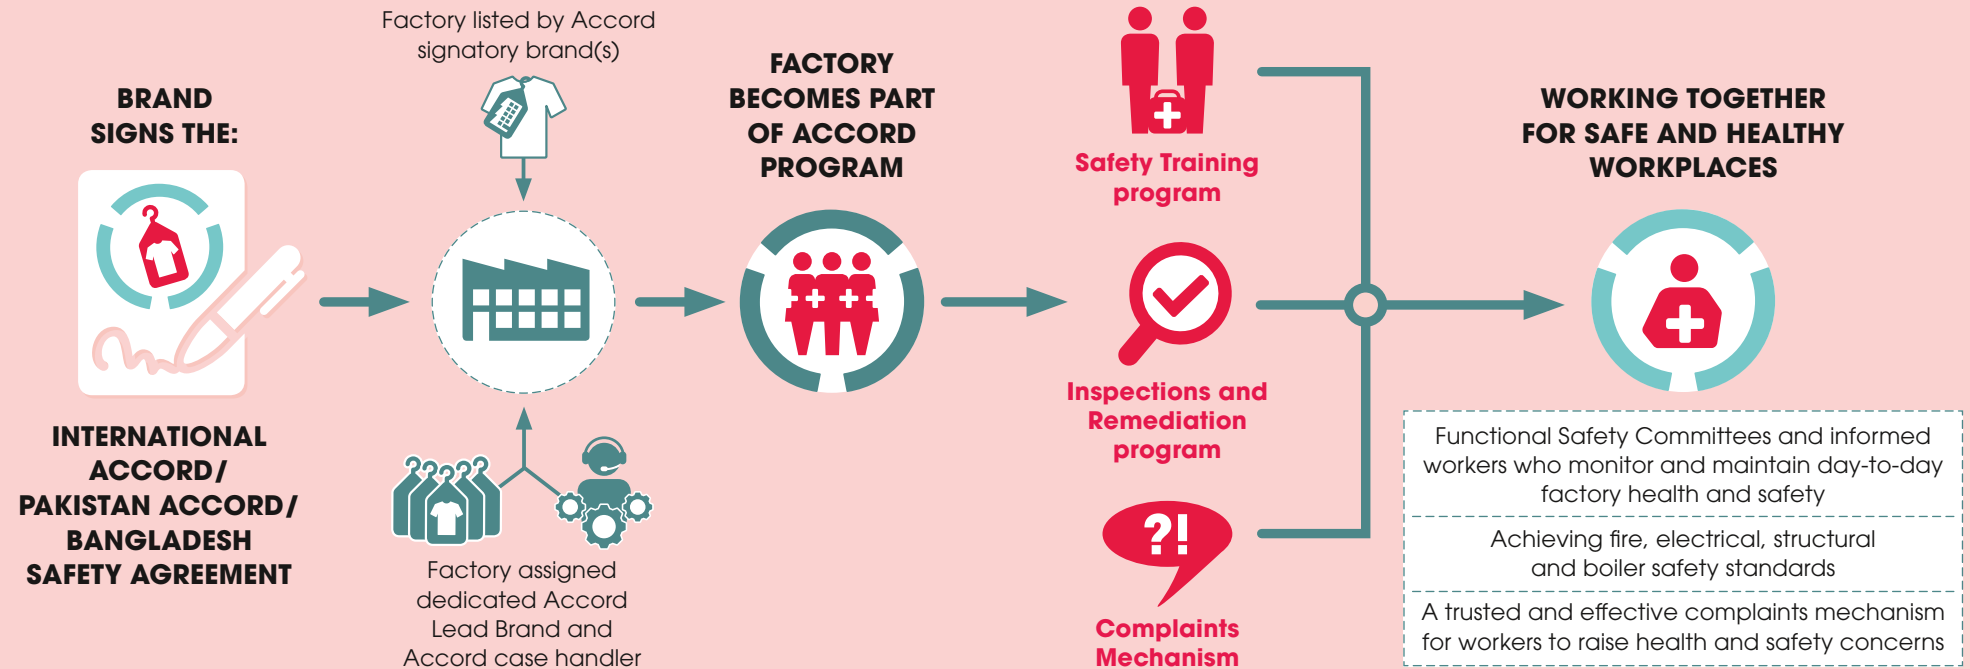 BRAND
SIGNS THE:
INTERNATIONAL
ACCORD/
PAKISTAN ACCORD/
BANGLADESH
SAFETY AGREEMENT
Factory listed by Accord
signatory brand(s)
Factory assigned
dedicated Accord
Lead Brand and
Accord case handler
FACTORY
BECOMES PART
OF ACCORD
PROGRAM
Safety Training
program
Inspections and
Remediation
program
?!
Complaints
Mechanism
WORKING TOGETHER
FOR SAFE AND HEALTHY
WORKPLACES
Functional Safety Committees and informed
workers who monitor and maintain day-to-day
factory health and safety
Achieving fire, electrical, structural
and boiler safety standards
A trusted and effective complaints mechanism
for workers to raise health and safety concerns